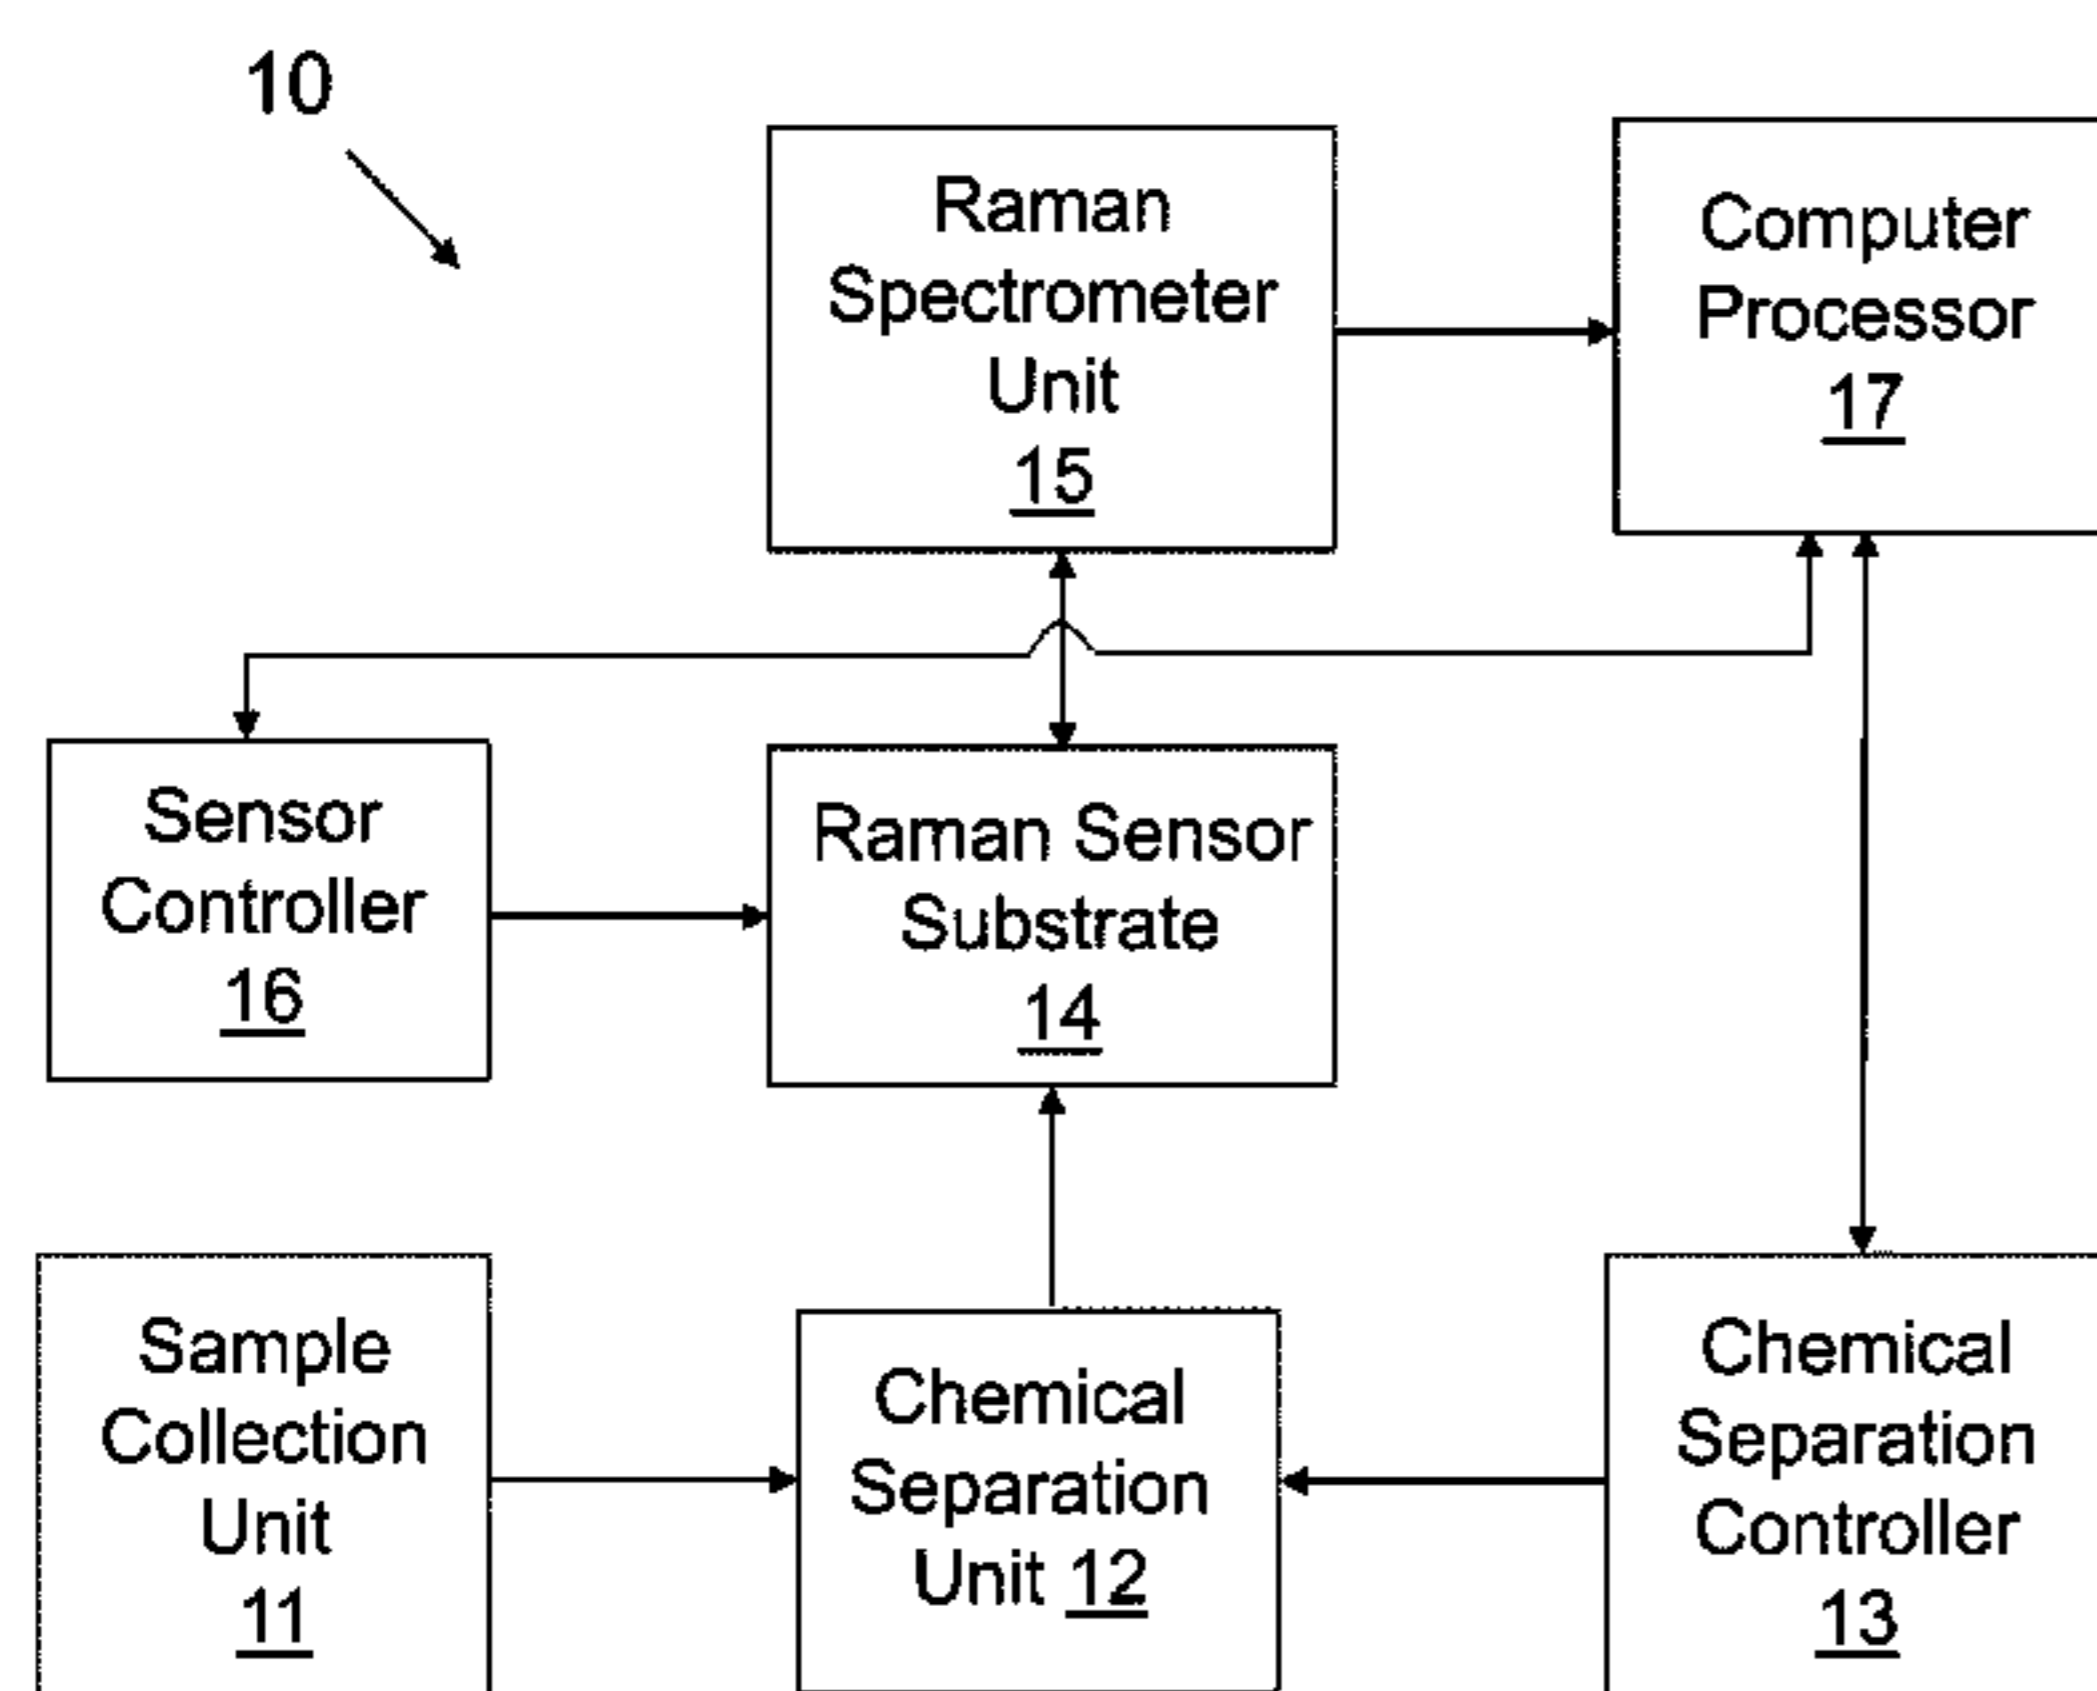 10
Raman
Spectrometer
Unit
15
Computer
Processor
17
Sensor
Controller
16
Raman Sensor
Substrate
14
Sample
Collection
Unit
11
Chemical
Separation
Unit 12
Chemical
Separation
Controller
13